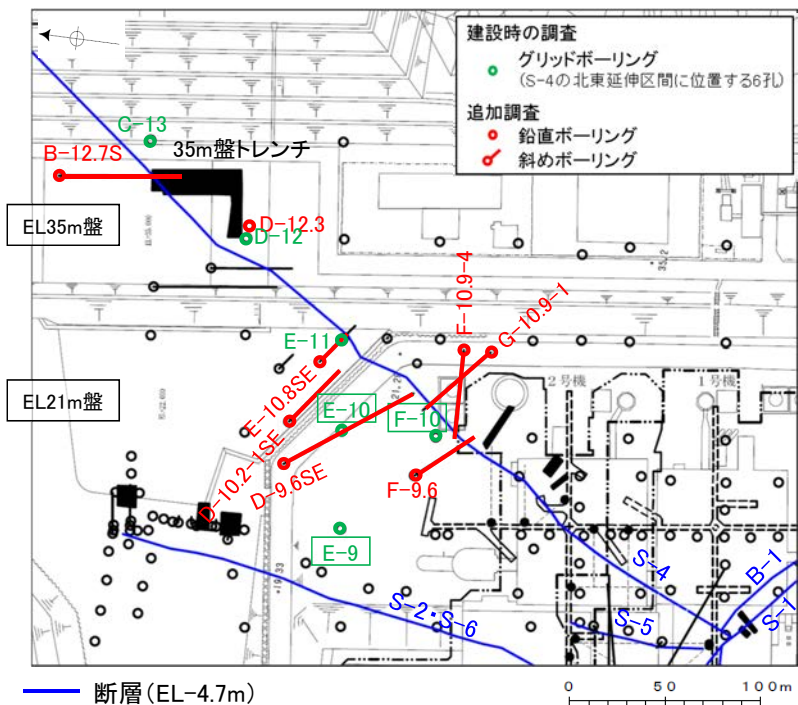 建設時の調査
グリッドボーリング
(S-4の北東延伸区間に位置する6孔)
追加調査
鉛直ボーリング
斜めボーリング
C-13
B-12.7S
35m盤トレンチ
EL35m盤
D-12.3
D-12
35.2
F-10.9-4
G-10.9-1
E-11
E-10.8SE
EL21m盤
21.28
2号機
1号機
E-10
F-10
D-10.2-1SE
D-9.6SE
F-9.6
E-9
19.33
S-4
B-1
S-1
S-2・S-6
S-5
断層(EL-4.7m)
0 50 100m